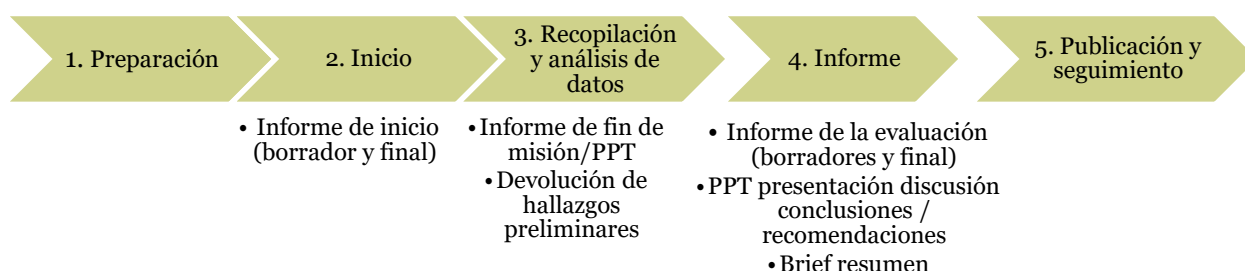 1. Preparación
2. Inicio
3. Recopilación
y análisis de
datos
4. Informe
5. Publicación y
seguimiento
• Informe de inicio
(borrador y final)
• Informe de fin de
misión/PPT
• Devolución de
hallazgos
preliminares
• Informe de la evaluación
(borradores y final)
• PPT presentación discusión
conclusiones /
recomendaciones
• Brief resumen